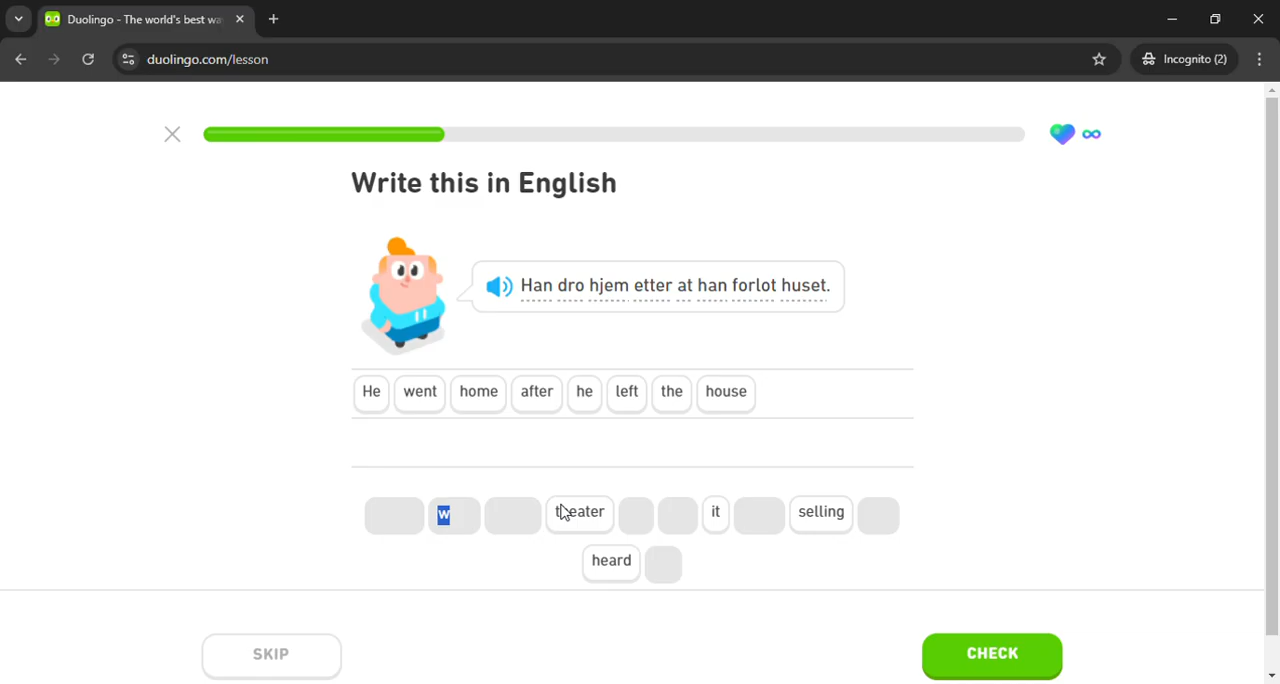 Duolingo - The world's best wa
duolingo.com/lesson
Incognito (2)
Write this in English
Han dro hjem etter at han forlot huset.
He went home after he left the house
w theater it selling
heard
SKIP
CHECK